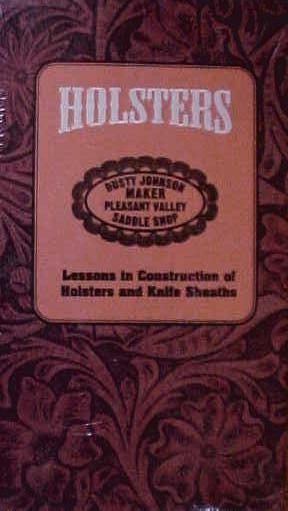 HOLSTERS
DUSTY JOHNSON
MAKER
PLEASANT VALLEY
SADDLE SHOP
Lessons in Construction of
Holsters and Knife Sheaths